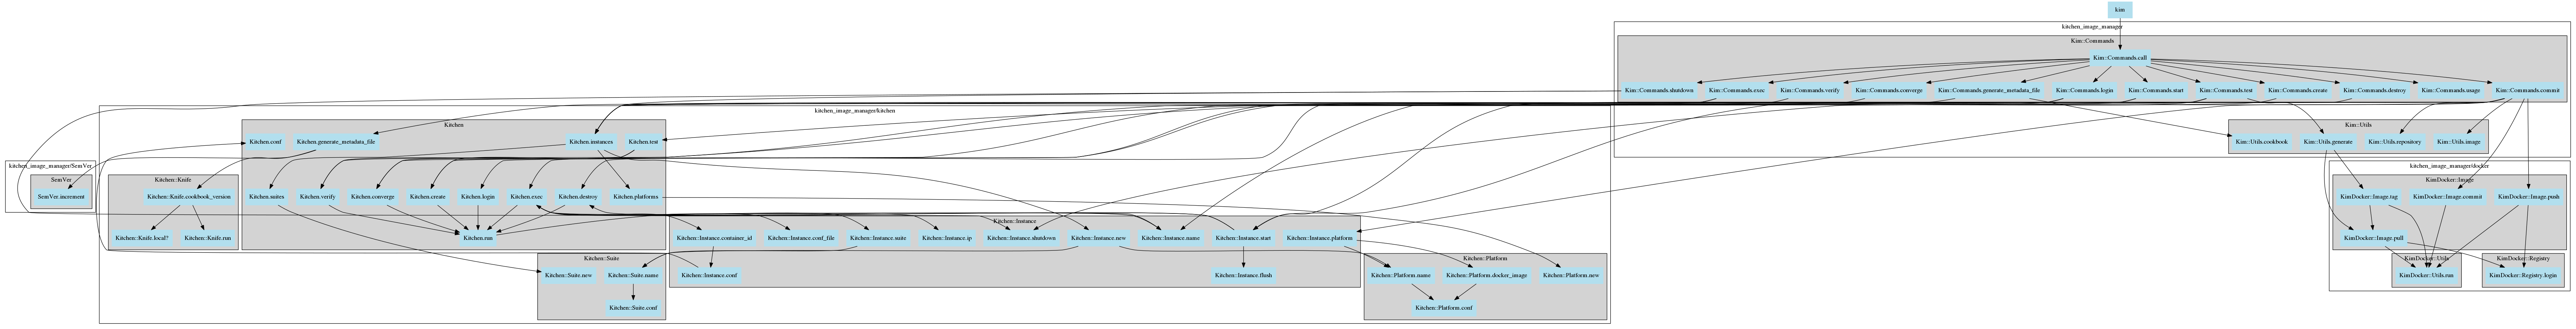 kim
kitchen_image_manager
Kim::Commands
Kim::Commands.call
Kim::Commands.shutdown
Kim::Commands.exec
Kim::Commands.verify
Kim::Commands.converge
Kim::Commands.generate_metadata_file
Kim::Commands.login
Kim::Commands.start
Kim::Commands.test
Kim::Commands.create
Kim::Commands.destroy
Kim::Commands.usage
Kim::Commands.commit
kitchen_image_manager/kitchen
Kitchen
Kim::Utils
Kitchen.conf
Kitchen.generate_metadata_file
Kitchen.instances
Kitchen.test
Kim::Utils.cookbook
Kim::Utils.generate
Kim::Utils.repository
Kim::Utils.image
kitchen_image_manager/SemVer
kitchen_image_manager/docker
SemVer
Kitchen::Knife
KimDocker::Image
SemVer.increment
Kitchen::Knife.cookbook_version
Kitchen.suites
Kitchen.verify
Kitchen.converge
Kitchen.create
Kitchen.login
Kitchen.exec
Kitchen.destroy
Kitchen.platforms
KimDocker::Image.tag
KimDocker::Image.commit
KimDocker::Image.push
Kitchen::Instance
Kitchen::Knife.local?
Kitchen::Knife.run
Kitchen.run
Kitchen::Instance.container_id
Kitchen::Instance.conf_file
Kitchen::Instance.suite
Kitchen::Instance.ip
Kitchen::Instance.shutdown
Kitchen::Instance.new
Kitchen::Instance.name
Kitchen::Instance.start
Kitchen::Instance.platform
KimDocker::Image.pull
Kitchen::Suite
Kitchen::Platform
KimDocker::Utils
KimDocker::Registry
Kitchen::Suite.new
Kitchen::Suite.name
Kitchen::Instance.conf
Kitchen::Instance.flush
Kitchen::Platform.name
Kitchen::Platform.docker_image
Kitchen::Platform.new
KimDocker::Utils.run
KimDocker::Registry.login
Kitchen::Suite.conf
Kitchen::Platform.conf